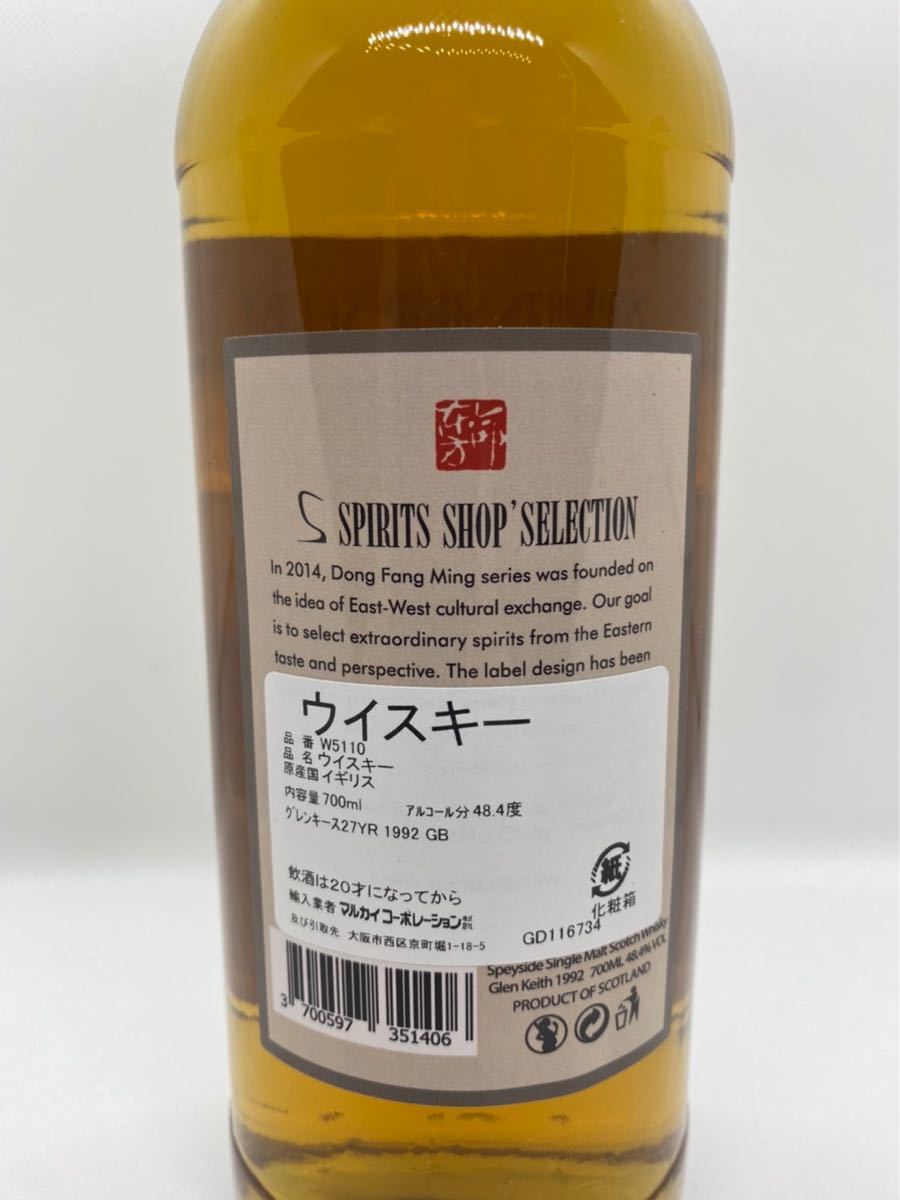 東方命
S SPIRITS SHOP' SELECTION
In 2014, Dong Fang Ming series was founded on
the idea of East-West cultural exchange. Our goal
is to select extraordinary spirits from the Eastern
taste and perspective. The label design has been
ウイスキー
品番 W5110
品名 ウイスキー
原産国 イギリス
内容量 700ml アルコール分 48.4度
グレンキース27YR 1992 GB
飲酒は20才になってから
輸入業者 マルカイコーポレーション株式会社
及び引取先 大阪市西区京町堀1-18-5
紙
化粧箱
GD116734
Speyside Single Malt Scotch Whisky
Glen Keith 1992 700ML 48.4% VOL
PRODUCT OF SCOTLAND
3 700597 351406